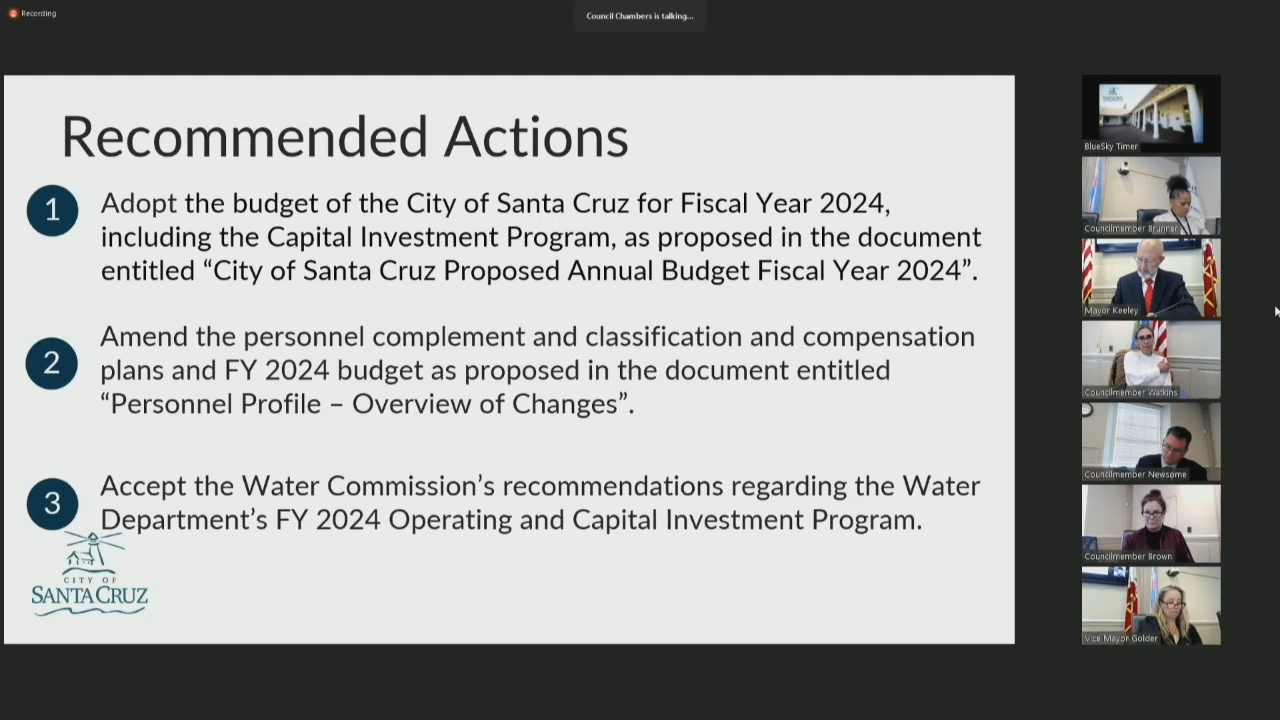 Recording
Council Chambers is talking...
Recommended Actions
1
Adopt the budget of the City of Santa Cruz for Fiscal Year 2024,
including the Capital Investment Program, as proposed in the document
entitled “City of Santa Cruz Proposed Annual Budget Fiscal Year 2024”.
2
Amend the personnel complement and classification and compensation
plans and FY 2024 budget as proposed in the document entitled
“Personnel Profile – Overview of Changes”.
3
Accept the Water Commission’s recommendations regarding the Water
Department’s FY 2024 Operating and Capital Investment Program.
CITY OF
SANTA CRUZ
BlueSky Timer
Councilmember Brunner
Mayor Keeley
Councilmember Watkins
Councilmember Newsome
Councilmember Brown
Vice Mayor Golder